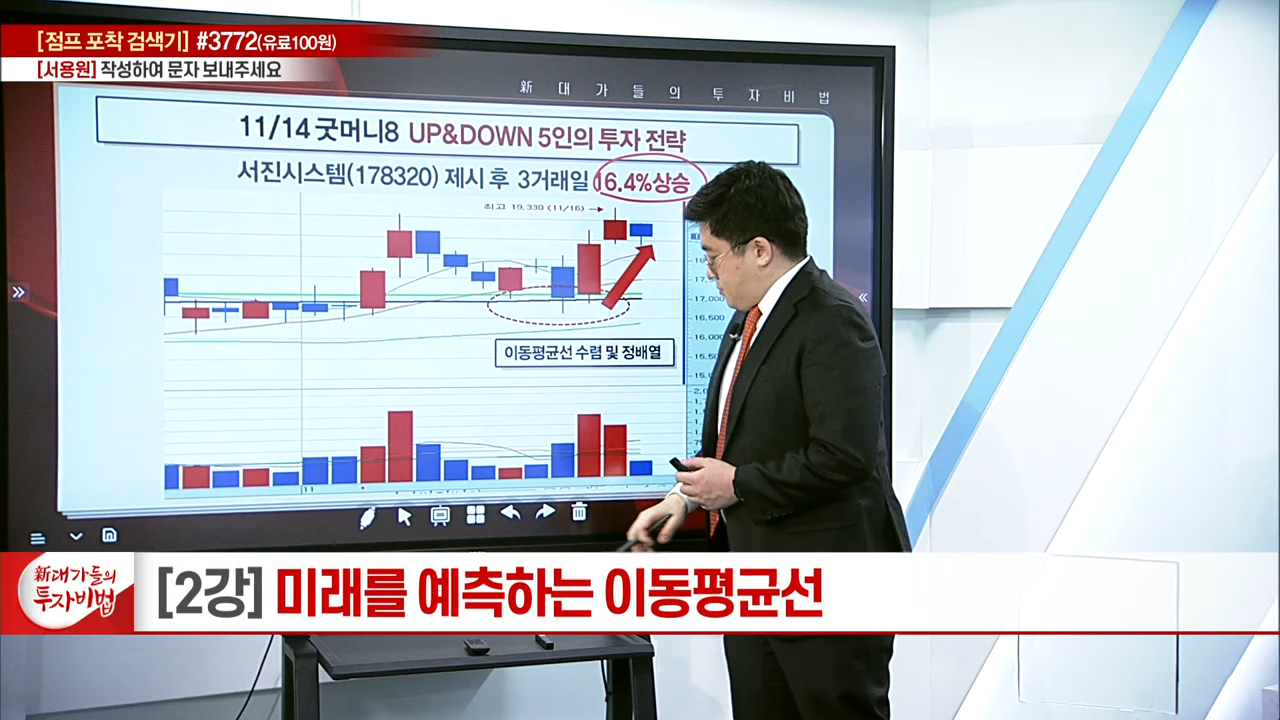 [점프 포착 검색기] #3772(유료100원)
[서용원] 작성하여 문자 보내주세요
新 대 가 들 의 투 자 비 법
11/14 굿머니8 UP&DOWN 5인의 투자 전략
서진시스템(178320) 제시 후 3거래일 16.4%상승
최고 19,330 (11/16)
17,000
16,500
16,000
이동평균선 수렴 및 정배열
11
新대가들의
투자비법
[2강] 미래를 예측하는 이동평균선